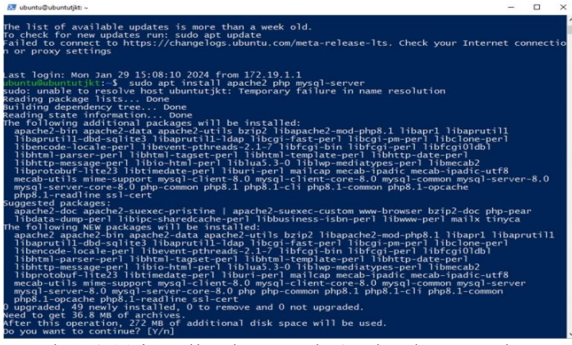 ubuntu@ubuntutjkt: ~
The list of available updates is more than a week old.
To check for new updates run: sudo apt update
Failed to connect to https://changelogs.ubuntu.com/meta-release-lts. Check your Internet connectio
n or proxy settings
Last login: Mon Jan 29 15:08:10 2024 from 172.19.1.1
ubuntu@ubuntutjkt:~$ sudo apt install apache2 php mysql-server
sudo: unable to resolve host ubuntutjkt: Temporary failure in name resolution
Reading package lists... Done
Building dependency tree... Done
Reading state information... Done
The following additional packages will be installed:
apache2-bin apache2-data apache2-utils bzip2 libapache2-mod-php8.1 libapr1 libaprutil1
libaprutil1-dbd-sqlite3 libaprutil1-ldap libcgi-fast-perl libcgi-pm-perl libclone-perl
libencode-locale-perl libevent-pthreads-2.1-7 libfcgi-bin libfcgi-perl libfcgi0ldbl
libhtml-parser-perl libhtml-tagset-perl libhtml-template-perl libhttp-date-perl
libhttp-message-perl libio-html-perl liblua5.3-0 liblwp-mediatypes-perl libmecab2
libprotobuf-lite23 libtimedate-perl liburi-perl mailcap mecab-ipadic mecab-ipadic-utf8
mecab-utils mime-support mysql-client-8.0 mysql-client-core-8.0 mysql-common mysql-server-8.0
mysql-server-core-8.0 php-common php8.1 php8.1-cli php8.1-common php8.1-opcache
php8.1-readline ssl-cert
Suggested packages:
apache2-doc apache2-suexec-pristine | apache2-suexec-custom www-browser bzip2-doc php-pear
libdata-dump-perl libipc-sharedcache-perl libbusiness-isbn-perl libwww-perl mailx tinyca
The following NEW packages will be installed:
apache2 apache2-bin apache2-data apache2-utils bzip2 libapache2-mod-php8.1 libapr1 libaprutil1
libaprutil1-dbd-sqlite3 libaprutil1-ldap libcgi-fast-perl libcgi-pm-perl libclone-perl
libencode-locale-perl libevent-pthreads-2.1-7 libfcgi-bin libfcgi-perl libfcgi0ldbl
libhtml-parser-perl libhtml-tagset-perl libhtml-template-perl libhttp-date-perl
libhttp-message-perl libio-html-perl liblua5.3-0 liblwp-mediatypes-perl libmecab2
libprotobuf-lite23 libtimedate-perl liburi-perl mailcap mecab-ipadic mecab-ipadic-utf8
mecab-utils mime-support mysql-client-8.0 mysql-client-core-8.0 mysql-common mysql-server
mysql-server-8.0 mysql-server-core-8.0 php php-common php8.1 php8.1-cli php8.1-common
php8.1-opcache php8.1-readline ssl-cert
0 upgraded, 49 newly installed, 0 to remove and 0 not upgraded.
Need to get 36.8 MB of archives.
After this operation, 272 MB of additional disk space will be used.
Do you want to continue? [Y/n]